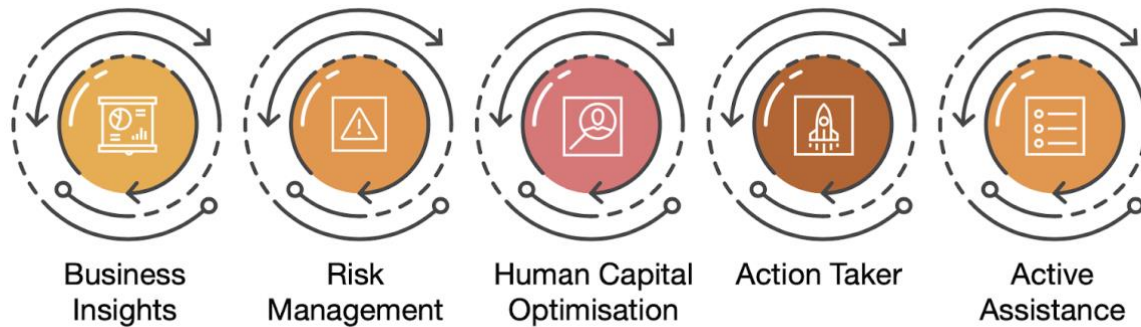 Business
Insights
Risk
Management
Human Capital
Optimisation
Action Taker
Active
Assistance